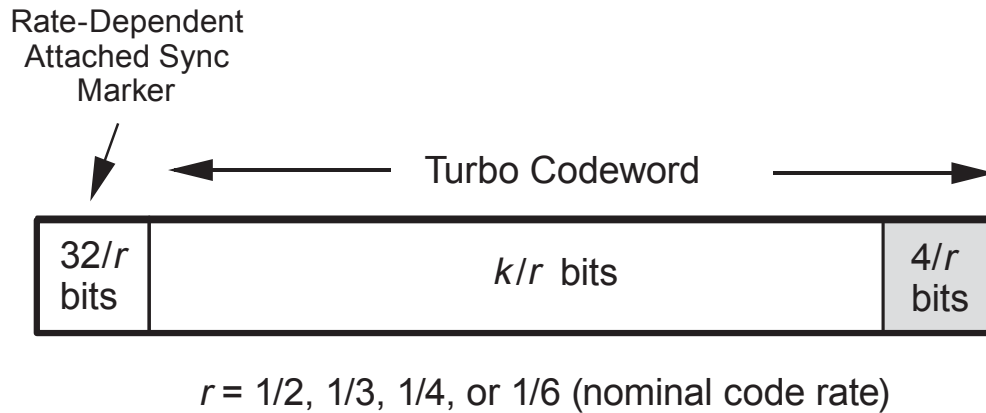 Rate-Dependent
Attached Sync
Marker
Turbo Codeword
32/r
bits
k/r bits
4/r
bits
r = 1/2, 1/3, 1/4, or 1/6 (nominal code rate)